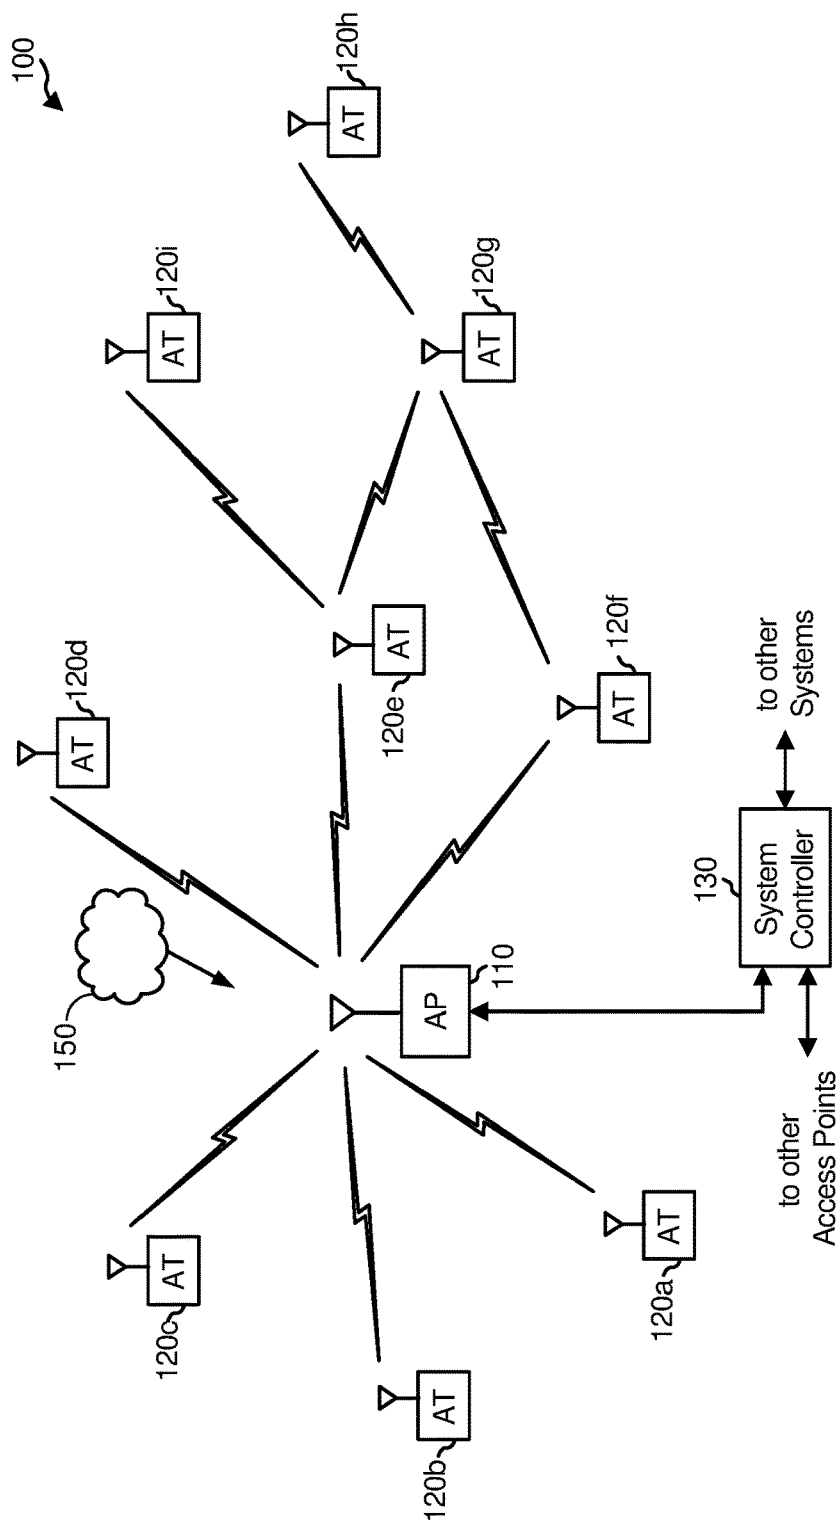 100
120h
AT
120i
AT
120g
AT
120d
AT
120e
AT
120f
AT
150
110
AP
120c
AT
120b
AT
120a
AT
130
System
Controller
to other
Systems
to other
Access Points